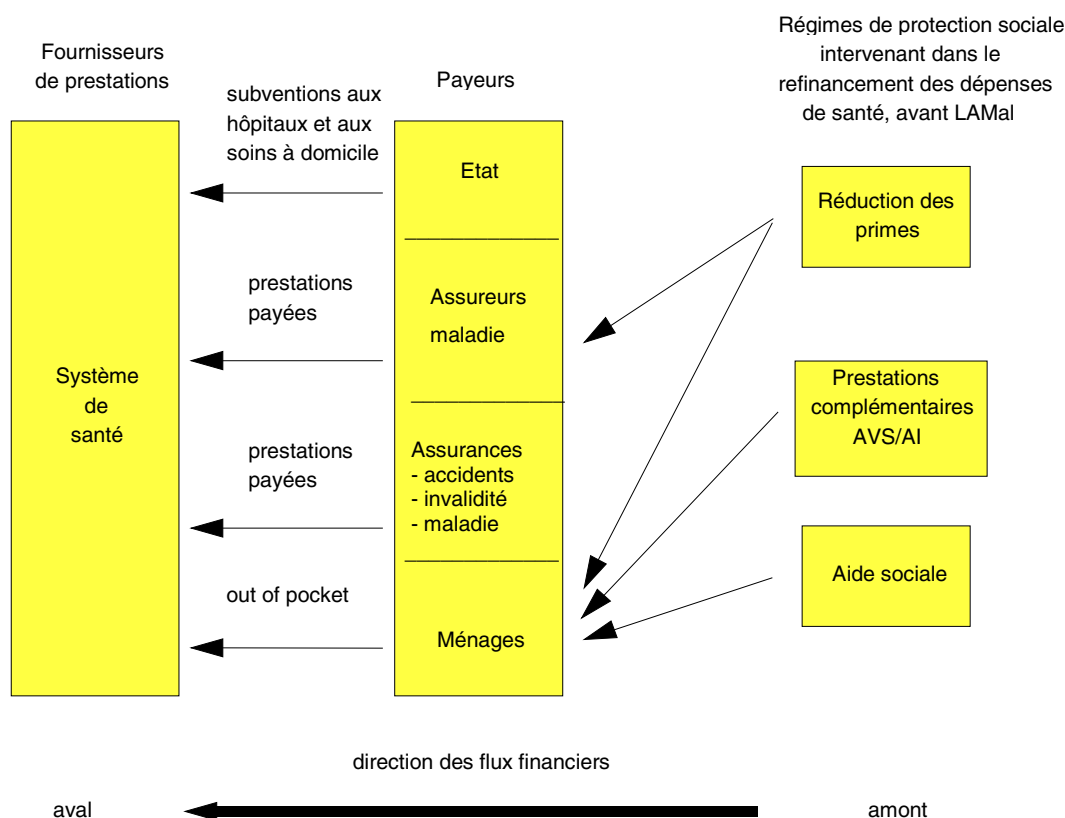 Régimes de protection sociale
intervenant dans le
refinancement des dépenses
de santé, avant LAMal
Fournisseurs
de prestations
Payeurs
subventions aux
hôpitaux et aux
soins à domicile
Etat
Réduction des
primes
prestations
payées
Assureurs
maladie
Système
de
santé
Prestations
complémentaires
AVS/AI
prestations
payées
Assurances
- accidents
- invalidité
- maladie
Aide sociale
out of pocket
Ménages
direction des flux financiers
aval
amont